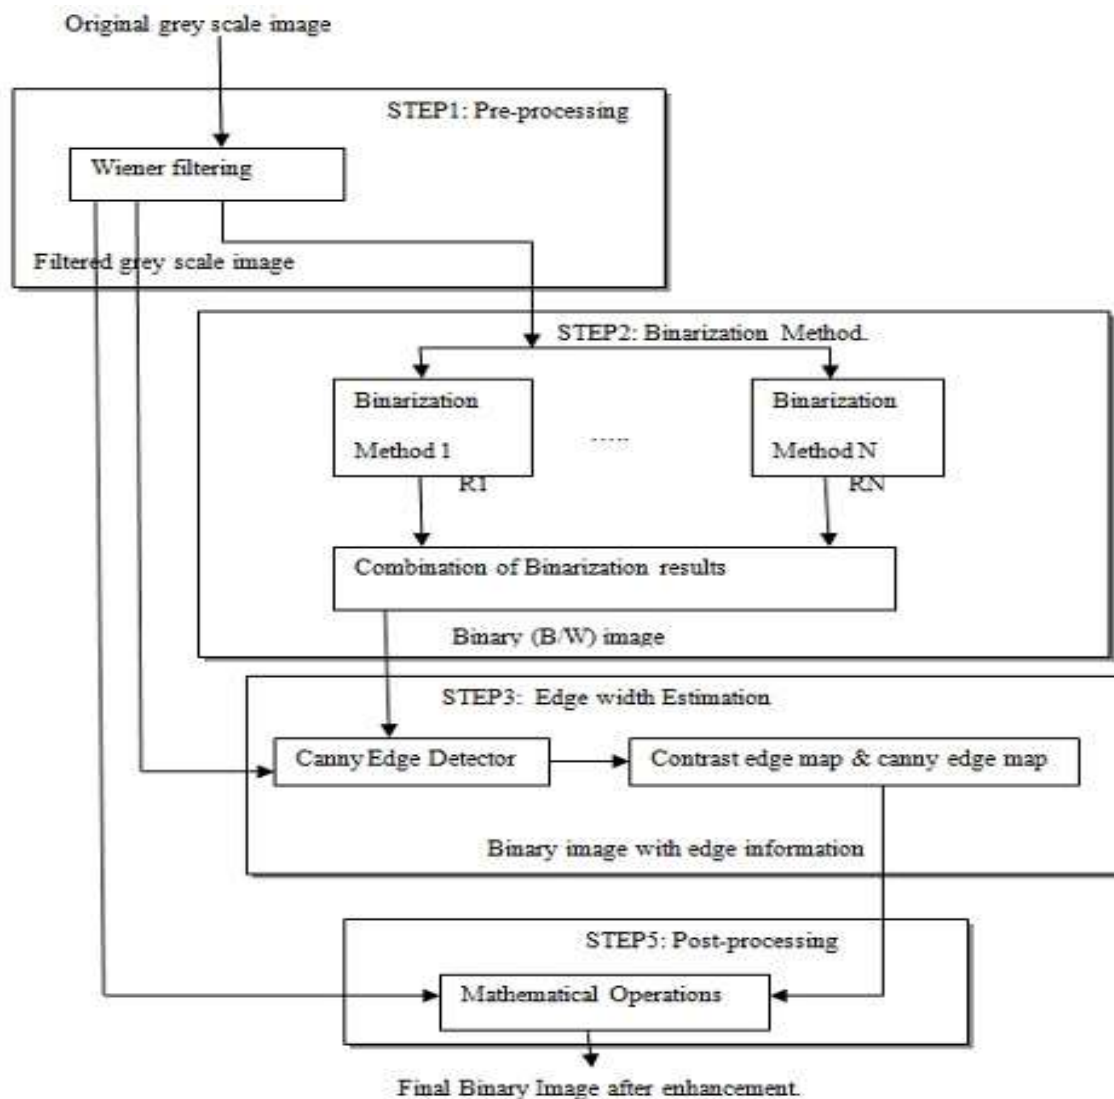 Original grey scale image
STEP1: Pre-processing
Wiener filtering
Filtered grey scale image
STEP2: Binarization Method.
Binarization
Method 1
.....
Binarization
Method N
R1
RN
Combination of Binarization results
Binary (B/W) image
STEP3: Edge width Estimation
Canny Edge Detector
Contrast edge map & canny edge map
Binary image with edge information
STEP5: Post-processing
Mathematical Operations
Final Binary Image after enhancement.